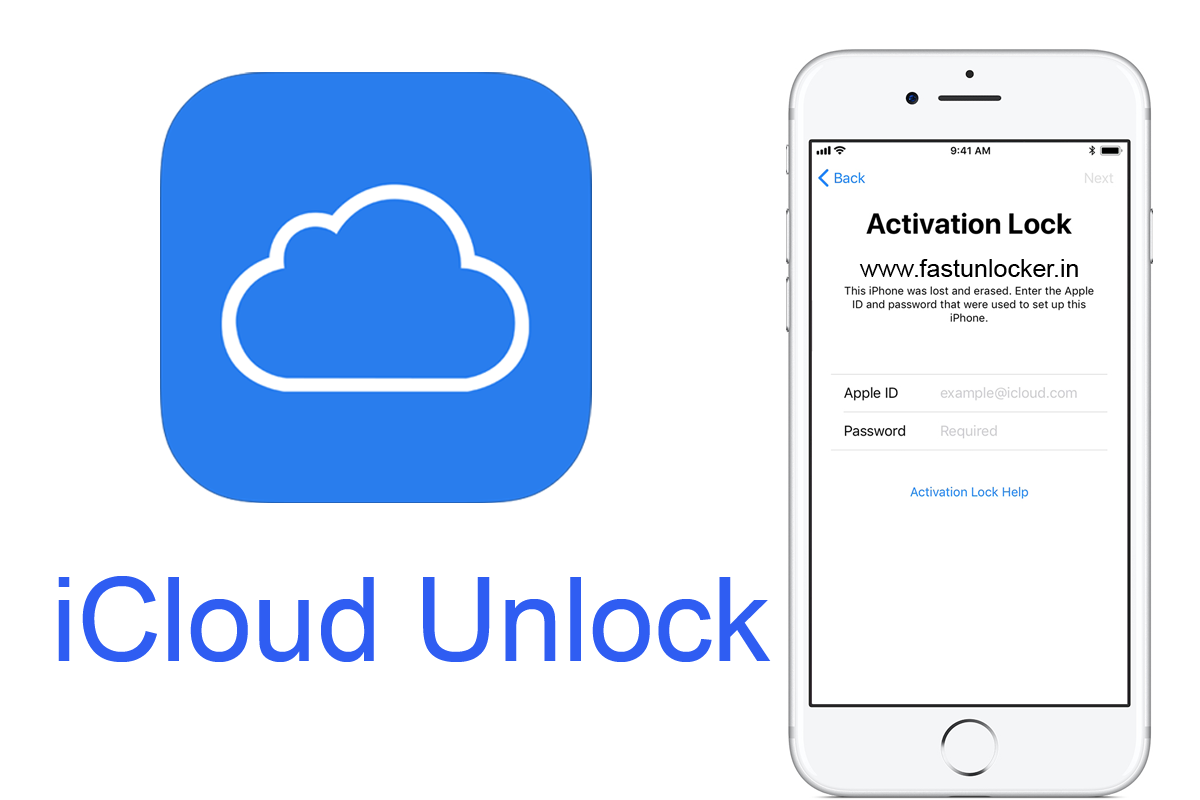 iCloud Unlock
9:41 AM
Back
Next
Activation Lock
www.fastunlocker.in
This iPhone was lost and erased. Enter the Apple
ID and password that were used to set up this
iPhone.
Apple ID example@icloud.com
Password Required
Activation Lock Help